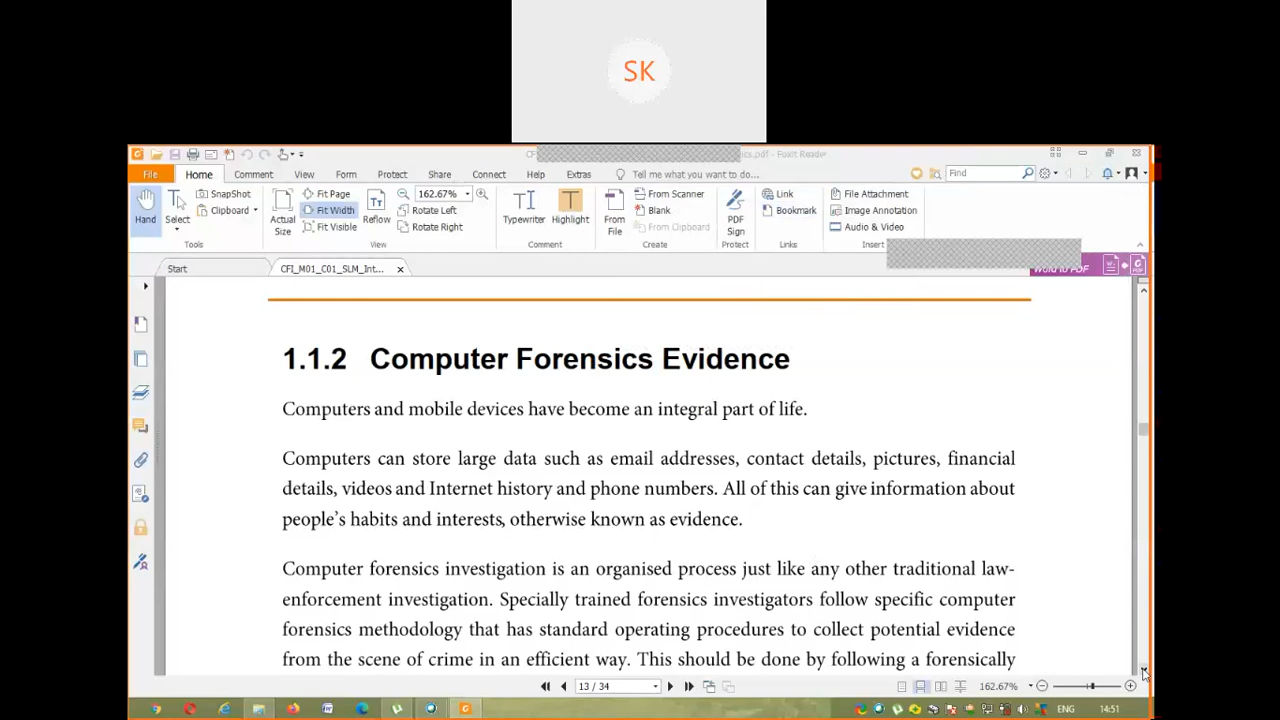 SK
ics.pdf - Foxit Reader
File Home Comment View Form Protect Share Connect Help Extras Tell me what you want to do... Find
Hand
Select
SnapShot
Clipboard
Tools
Actual Size
Fit Page
Fit Width
Fit Visible
Reflow
162.67%
Rotate Left
Rotate Right
View
Typewriter
Highlight
Comment
From File
From Scanner
Blank
From Clipboard
Create
PDF Sign
Protect
Link
Bookmark
Links
File Attachment
Image Annotation
Audio & Video
Insert
Start
CFI_M01_C01_SLM_Int...
Word to PDF
1.1.2 Computer Forensics Evidence
Computers and mobile devices have become an integral part of life.
Computers can store large data such as email addresses, contact details, pictures, financial
details, videos and Internet history and phone numbers. All of this can give information about
people's habits and interests, otherwise known as evidence.
Computer forensics investigation is an organised process just like any other traditional law-
enforcement investigation. Specially trained forensics investigators follow specific computer
forensics methodology that has standard operating procedures to collect potential evidence
from the scene of crime in an efficient way. This should be done by following a forensically
13 / 34
162.67%
ENG 14:51